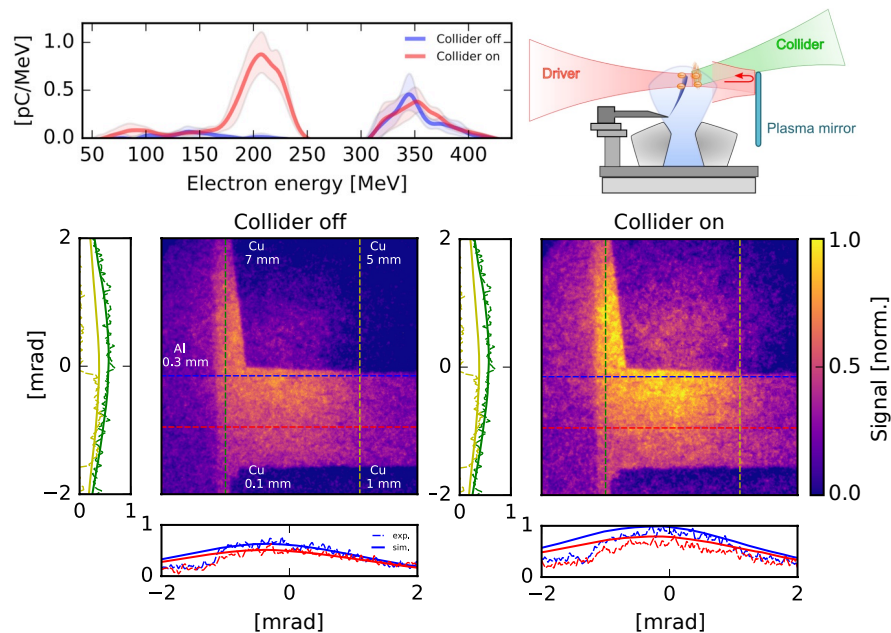 Collider off
Collider on
1.0
0.5
0.0
[pC/MeV]
50 100 150 200 250 300 350 400
Electron energy [MeV]
Driver
Collider
Plasma mirror
Collider off
Collider on
2
0
−2
[mrad]
0 1
Cu
7 mm
Cu
5 mm
Al
0.3 mm
Cu
0.1 mm
Cu
1 mm
2
0
−2
0 1
1.0
0.5
0.0
Signal [norm.]
1
0
exp.
sim.
−2 0 2
[mrad]
1
0
−2 0 2
[mrad]